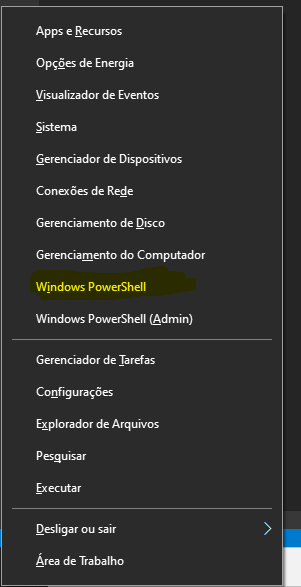 Apps e Recursos
Opções de Energia
Visualizador de Eventos
Sistema
Gerenciador de Dispositivos
Conexões de Rede
Gerenciamento de Disco
Gerenciamento do Computador
Windows PowerShell
Windows PowerShell (Admin)
Gerenciador de Tarefas
Configurações
Explorador de Arquivos
Pesquisar
Executar
Desligar ou sair
Área de Trabalho